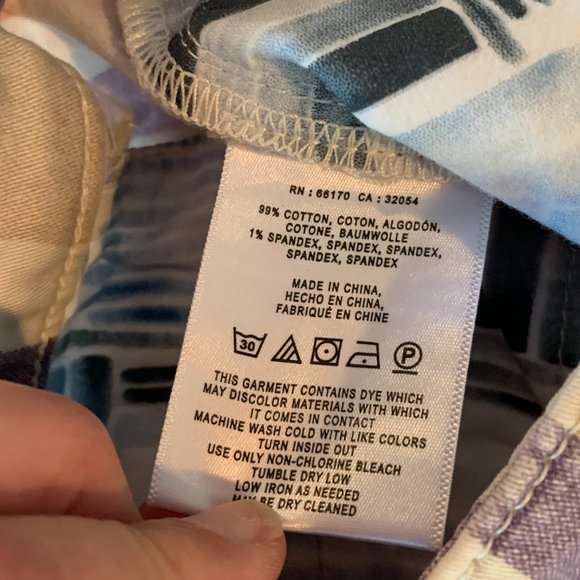 RN : 66170 CA : 32054
99% COTTON, COTON, ALGODÓN,
COTONE, BAUMWOLLE
1% SPANDEX, SPANDEX, SPANDEX,
SPANDEX, SPANDEX
MADE IN CHINA,
HECHO EN CHINA,
FABRIQUÉ EN CHINE
30 P
THIS GARMENT CONTAINS DYE WHICH
MAY DISCOLOR MATERIALS WITH WHICH
IT COMES IN CONTACT
MACHINE WASH COLD WITH LIKE COLORS
TURN INSIDE OUT
USE ONLY NON-CHLORINE BLEACH
TUMBLE DRY LOW
LOW IRON AS NEEDED
MAY BE DRY CLEANED